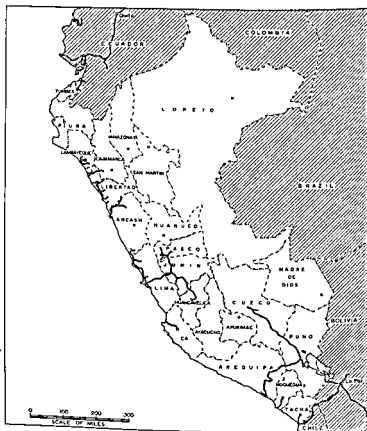 Quito
COLOMBIA
ECUADOR
TUMBES
LORETO
PIURA
AMAZONAS
LAMBAYEQUE
CAJAMARCA
SAN MARTIN
LIBERTAD
BRAZIL
ANCASH
HUANUCO
PASCO
JUNIN
MADRE
DE
DIOS
LIMA
HUANCAVELICA
CUZCO
BOLIVIA
AYACUCHO
APURIMAC
PUNO
ICA
AREQUIPA
La Paz
MOQUEGUA
TACNA
CHILE
0 100 200 300
SCALE OF MILES